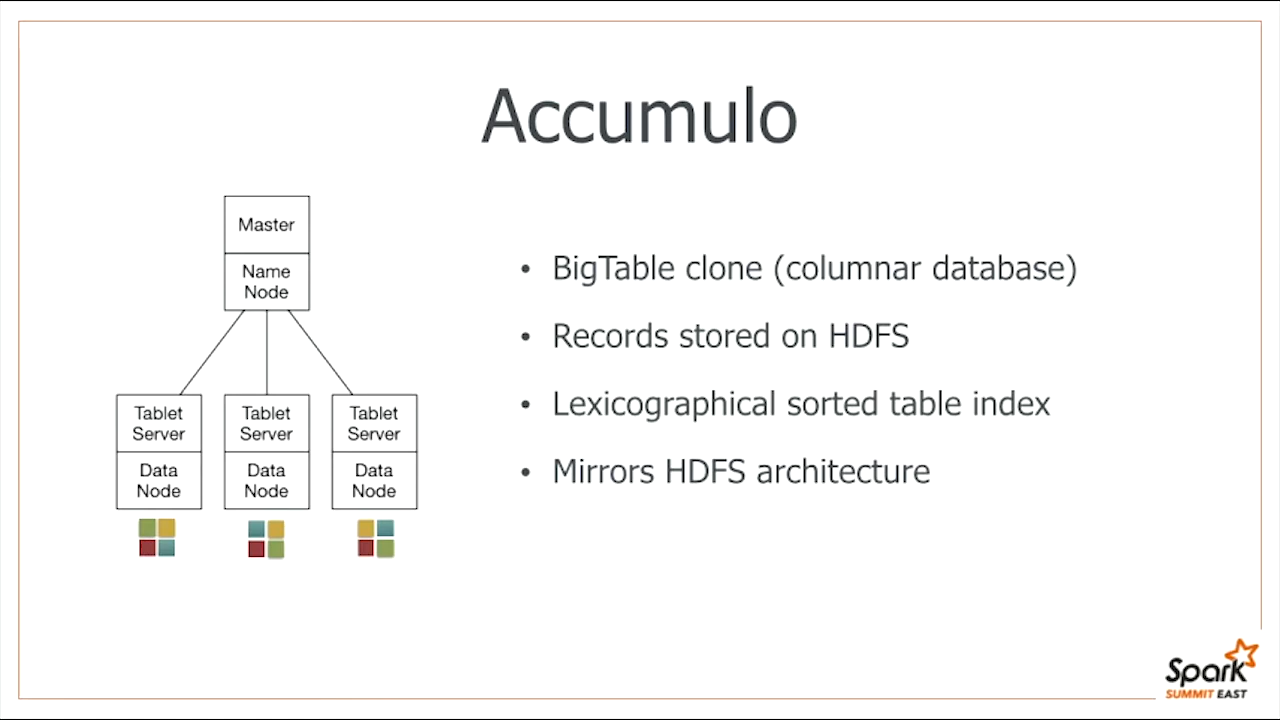 Accumulo
Master
Name
Node
Tablet
Server
Data
Node
Tablet
Server
Data
Node
Tablet
Server
Data
Node
• BigTable clone (columnar database)
• Records stored on HDFS
• Lexicographical sorted table index
• Mirrors HDFS architecture
Spark
SUMMIT EAST